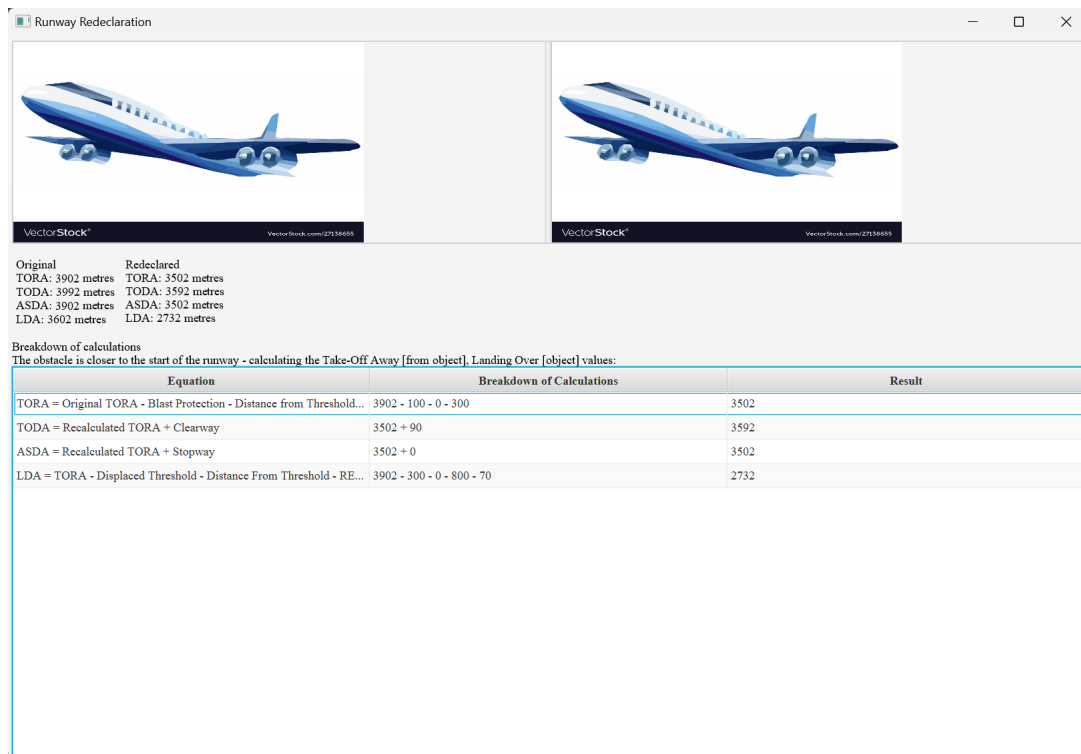 Runway Redeclaration
VectorStock®
VectorStock.com/27138655
VectorStock®
VectorStock.com/27138655
Original Redeclared
TORA: 3902 metres TORA: 3502 metres
TODA: 3992 metres TODA: 3592 metres
ASDA: 3902 metres ASDA: 3502 metres
LDA: 3602 metres LDA: 2732 metres
Breakdown of calculations
The obstacle is closer to the start of the runway - calculating the Take-Off Away [from object], Landing Over [object] values:
Equation Breakdown of Calculations Result
TORA = Original TORA - Blast Protection - Distance from Threshold... 3902 - 100 - 0 - 300 3502
TODA = Recalculated TORA + Clearway 3502 + 90 3592
ASDA = Recalculated TORA + Stopway 3502 + 0 3502
LDA = TORA - Displaced Threshold - Distance From Threshold - RE... 3902 - 300 - 0 - 800 - 70 2732